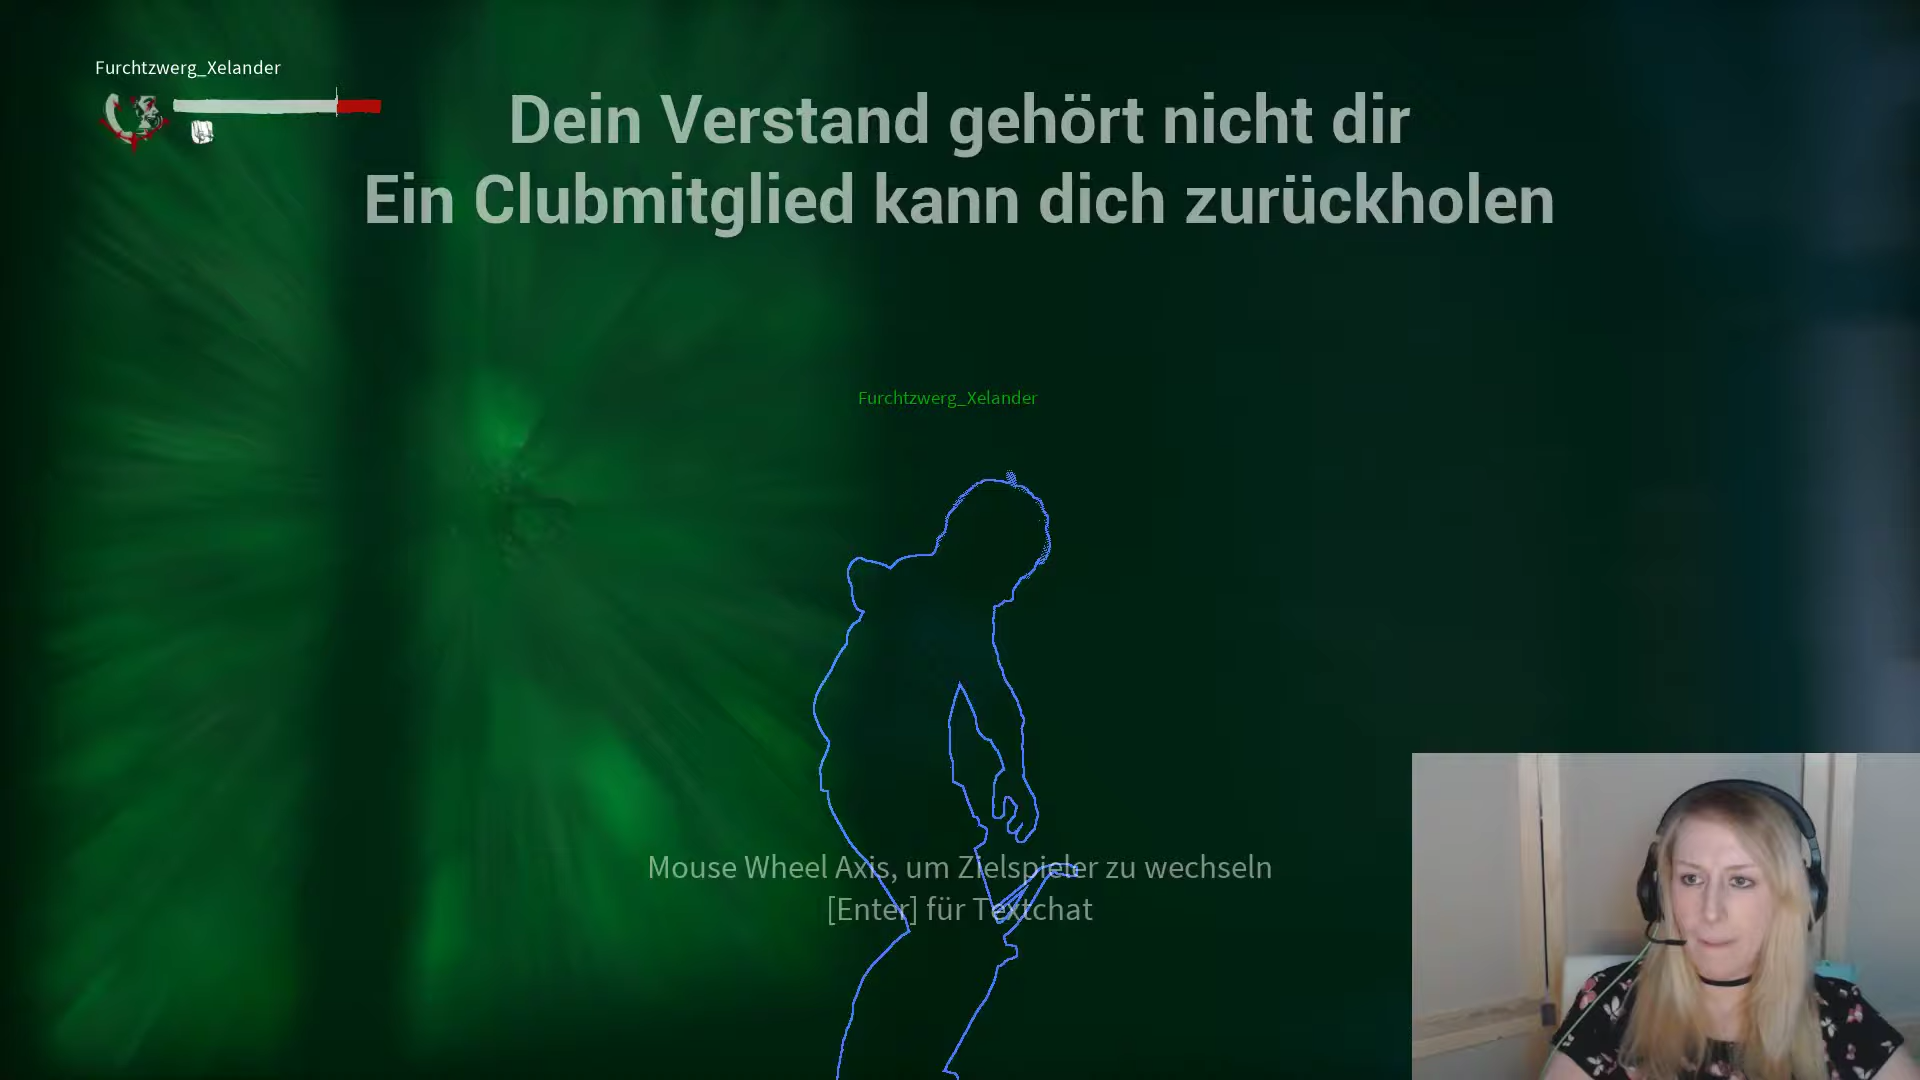 Furchtzwerg_Xelander
Dein Verstand gehört nicht dir
Ein Clubmitglied kann dich zurückholen
Furchtzwerg_Xelander
Mouse Wheel Axis, um Zielspieler zu wechseln
[Enter] für Textchat